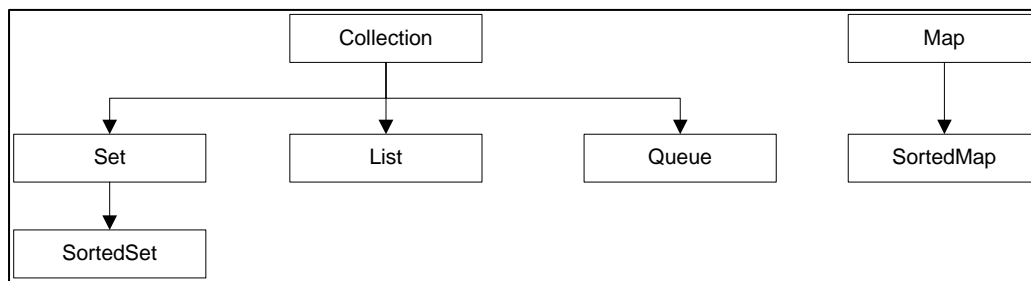 Collection
Map
Set
List
Queue
SortedMap
SortedSet